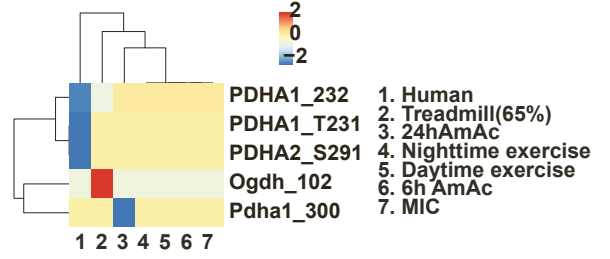 2
0
−2
PDHA1_232
PDHA1_T231
PDHA2_S291
Ogdh_102
Pdha1_300
1 2 3 4 5 6 7
1. Human
2. Treadmill(65%)
3. 24hAmAc
4. Nighttime exercise
5. Daytime exercise
6. 6h AmAc
7. MIC